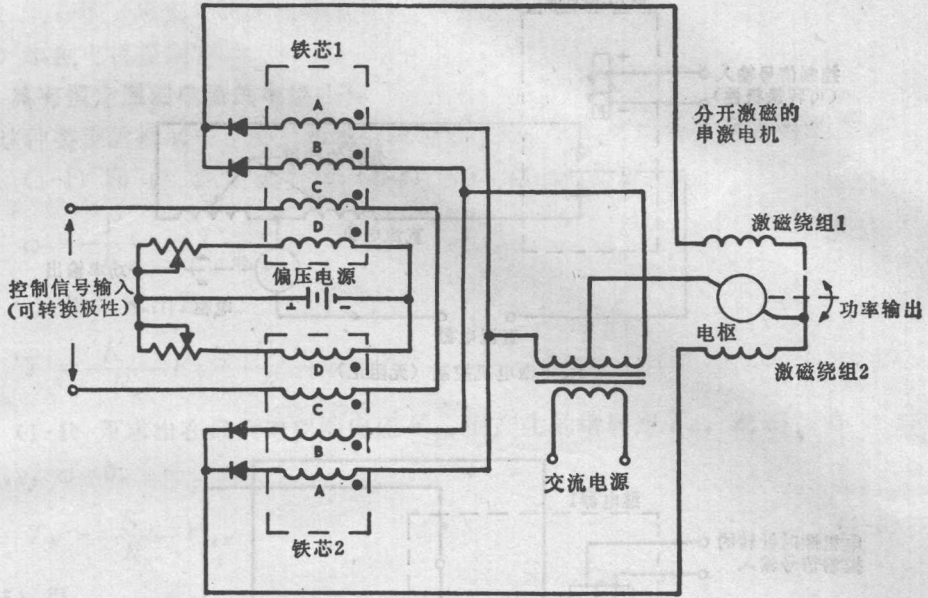 铁芯1
A
B
C
D
分开激磁的
串激电机
激磁绕组1
控制信号输入
(可转换极性)
偏压电源
+
-
电枢
功率输出
激磁绕组2
D
C
B
A
铁芯2
交流电源